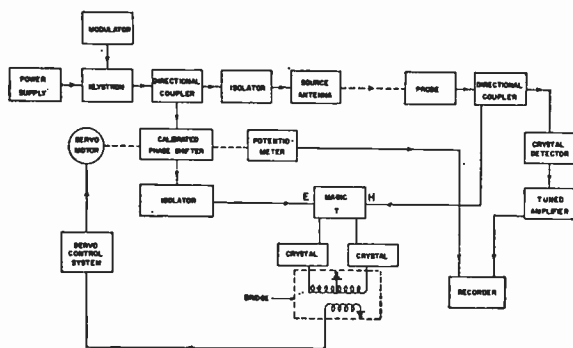 MODULATOR
POWER
SUPPLY
KLYSTRON
DIRECTIONAL
COUPLER
ISOLATOR
SOURCE
ANTENNA
PROBE
DIRECTIONAL
COUPLER
SERVO
MOTOR
CALIBRATED
PHASE SHIFTER
POTENTIO-
METER
CRYSTAL
DETECTOR
ISOLATOR
E
MAGIC
T
H
TUNED
AMPLIFIER
SERVO
CONTROL
SYSTEM
CRYSTAL
CRYSTAL
BRIDGE
RECORDER